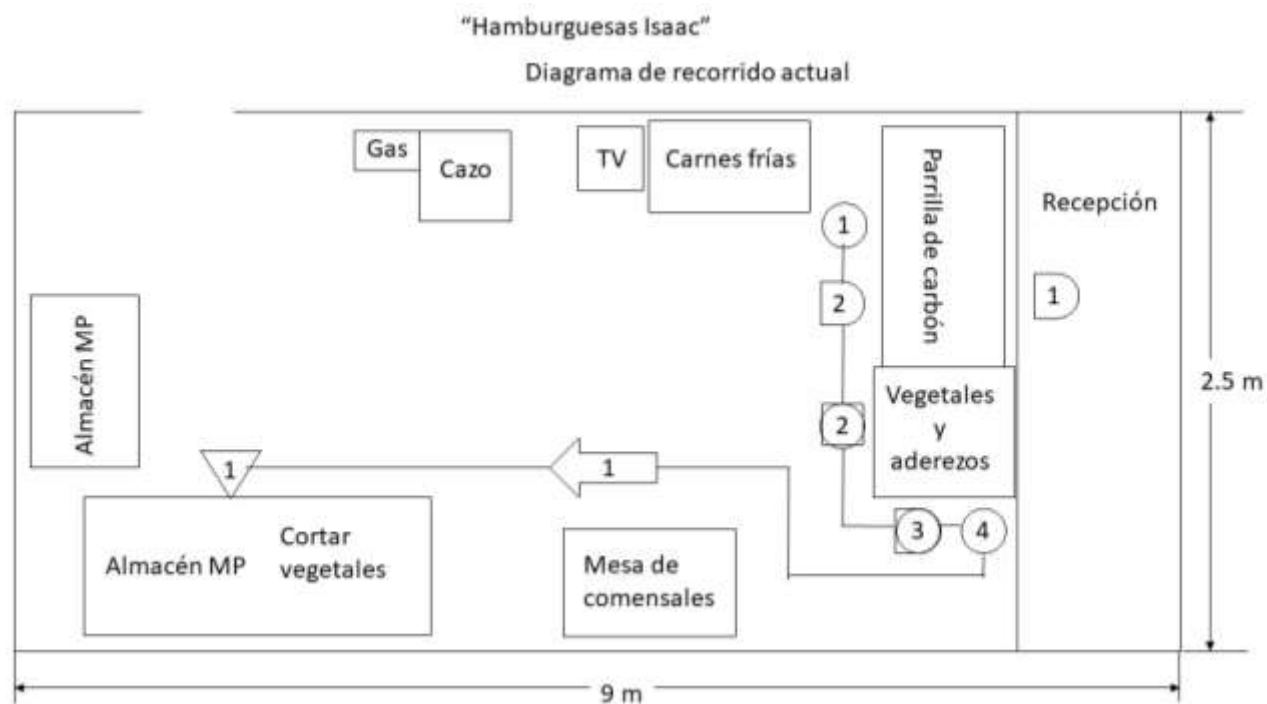 “Hamburguesas Isaac”
Diagrama de recorrido actual
Gas
Cazo
TV
Carnes frías
Parrilla de carbón
Recepción
1
2
1
Almacén MP
2
Vegetales
y
aderezos
2.5 m
1
1
3
4
Almacén MP
Cortar
vegetales
Mesa de
comensales
9 m